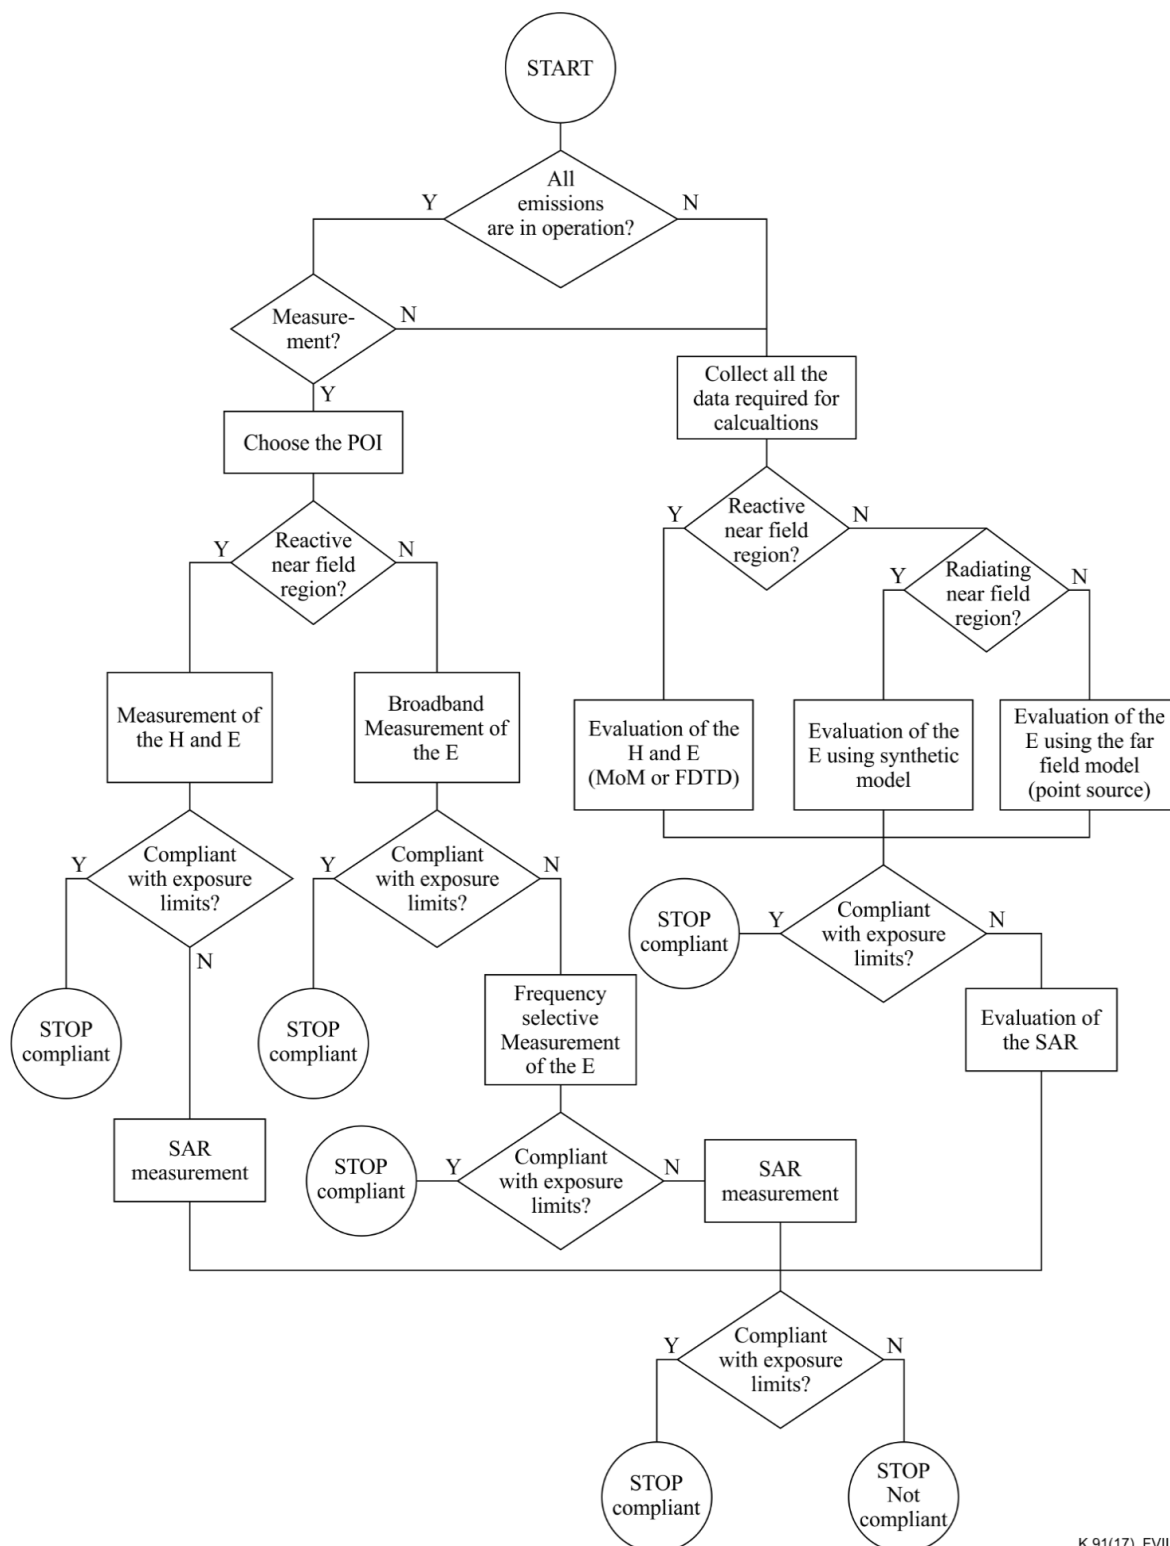 START
All
emissions
are in operation?
Y
N
Measure-
ment?
N
Y
Collect all the
data required for
calcualtions
Choose the POI
Reactive
near field
region?
Y
N
Reactive
near field
region?
Y
N
Radiating
near field
region?
Y
N
Measurement of
the H and E
Broadband
Measurement of
the E
Evaluation of the
H and E
(MoM or FDTD)
Evaluation of the
E using synthetic
model
Evaluation of the
E using the far
field model
(point source)
Y
Compliant
with exposure
limits?
N
Y
Compliant
with exposure
limits?
N
STOP
compliant
Y
Compliant
with exposure
limits?
N
STOP
compliant
STOP
compliant
Frequency
selective
Measurement
of the E
Evaluation of
the SAR
SAR
measurement
STOP
compliant
Y
Compliant
with exposure
limits?
N
SAR
measurement
Y
Compliant
with exposure
limits?
N
STOP
compliant
STOP
Not
compliant